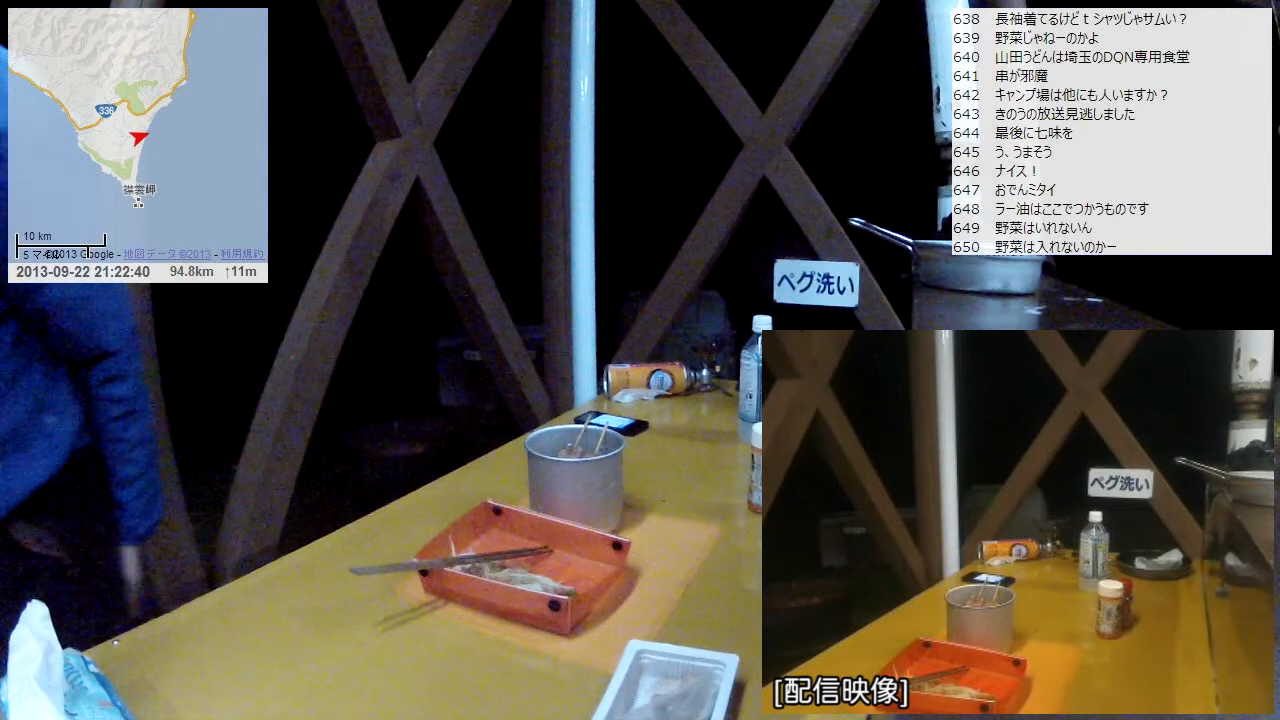 336
襟裳岬
10 km
5 マイル
©2013 Google - 地図データ ©2013 - 利用規約
2013-09-22 21:22:40 94.8km ↑11m
638 長袖着てるけどｔシャツじゃサムい？
639 野菜じゃねーのかよ
640 山田うどんは埼玉のDQN専用食堂
641 串が邪魔
642 キャンプ場は他にも人いますか？
643 きのうの放送見逃しました
644 最後に七味を
645 う、うまそう
646 ナイス！
647 おでんミタイ
648 ラー油はここでつかうものです
649 野菜はいれないん
650 野菜は入れないのかー
ペグ洗い
ペグ洗い
[配信映像]